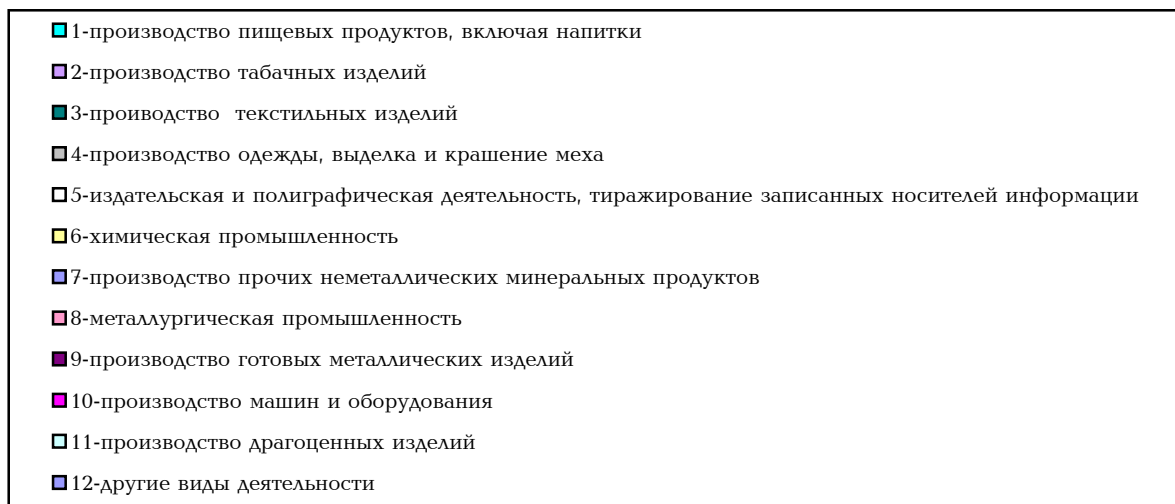 1-производство пищевых продуктов, включая напитки
2-производство табачных изделий
3-проиводство текстильных изделий
4-производство одежды, выделка и крашение меха
5-издательская и полиграфическая деятельность, тиражирование записанных носителей информации
6-химическая промышленность
7-производство прочих неметаллических минеральных продуктов
8-металлургическая промышленность
9-производство готовых металлических изделий
10-производство машин и оборудования
11-производство драгоценных изделий
12-другие виды деятельности